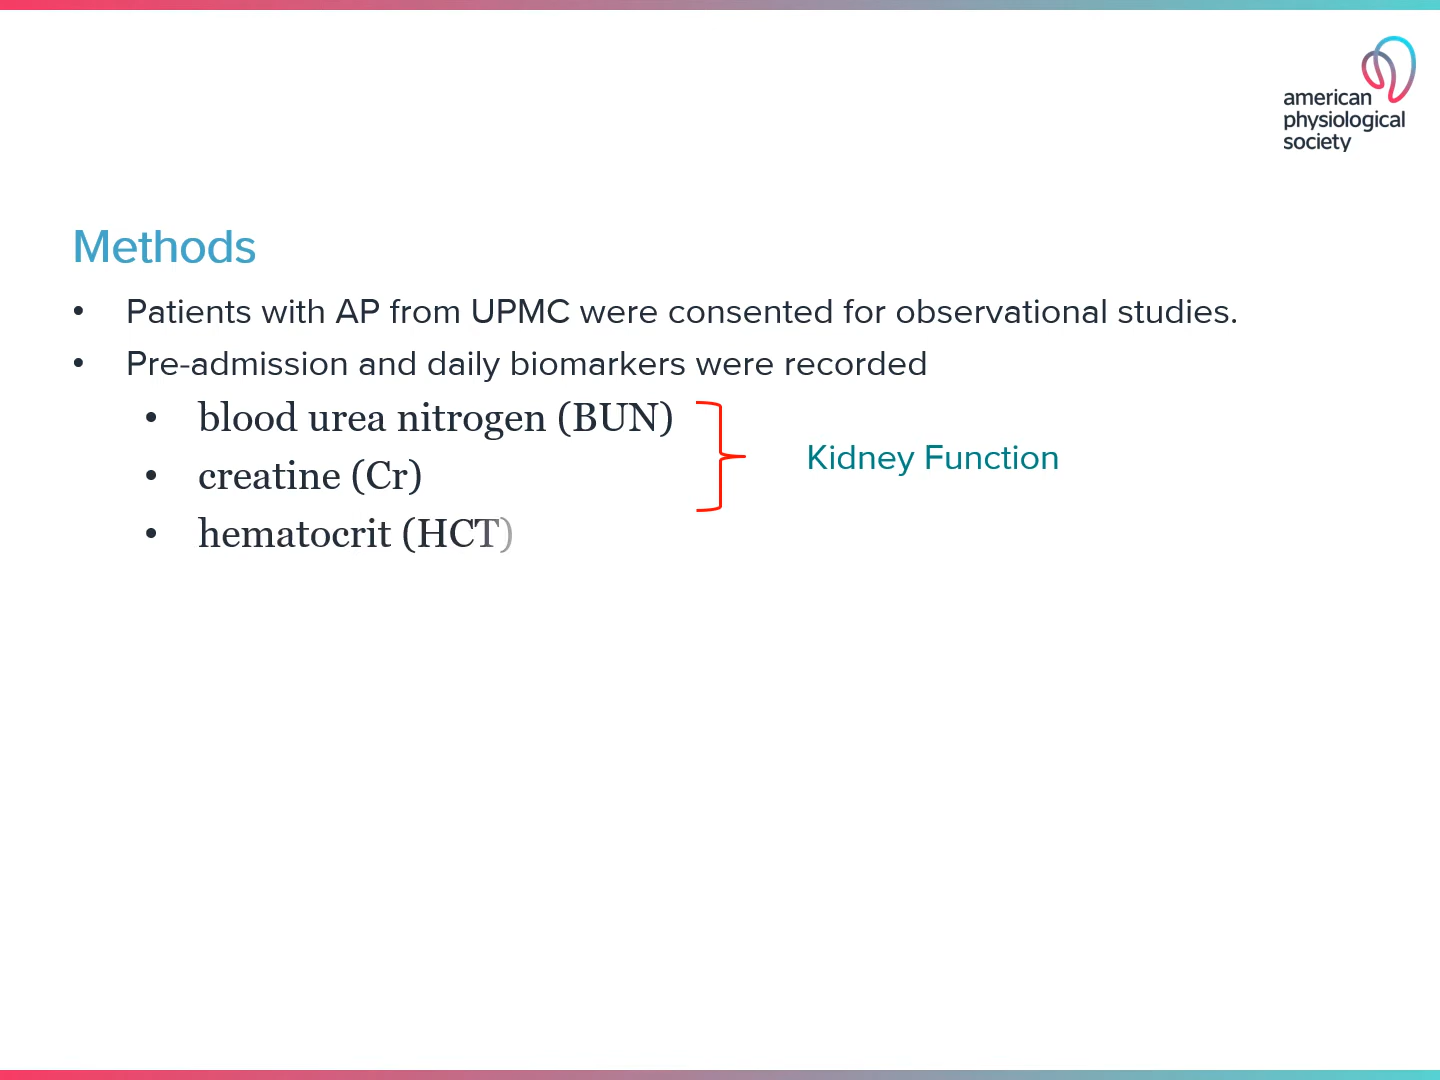 american
physiological
society
Methods
• Patients with AP from UPMC were consented for observational studies.
• Pre-admission and daily biomarkers were recorded
• blood urea nitrogen (BUN)
• creatine (Cr)
Kidney Function
• hematocrit (HCT)